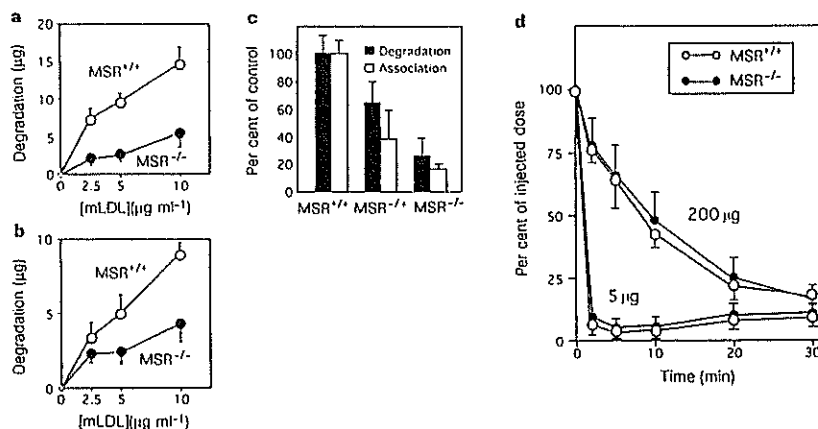 a
Degradation (µg)
20
15
10
5
0
MSR+/+
MSR-/-
0 2.5 5 10
[mLDL](µg ml-1)
b
Degradation (µg)
10
5
0
MSR+/+
MSR-/-
0 2.5 5 10
[mLDL](µg ml-1)
c
Per cent of control
100
80
60
40
20
0
Degradation
Association
MSR+/+ MSR-/+ MSR-/-
d
Per cent of injected dose
100
75
50
25
0
MSR+/+
MSR-/-
200 µg
5 µg
0 10 20 30
Time (min)